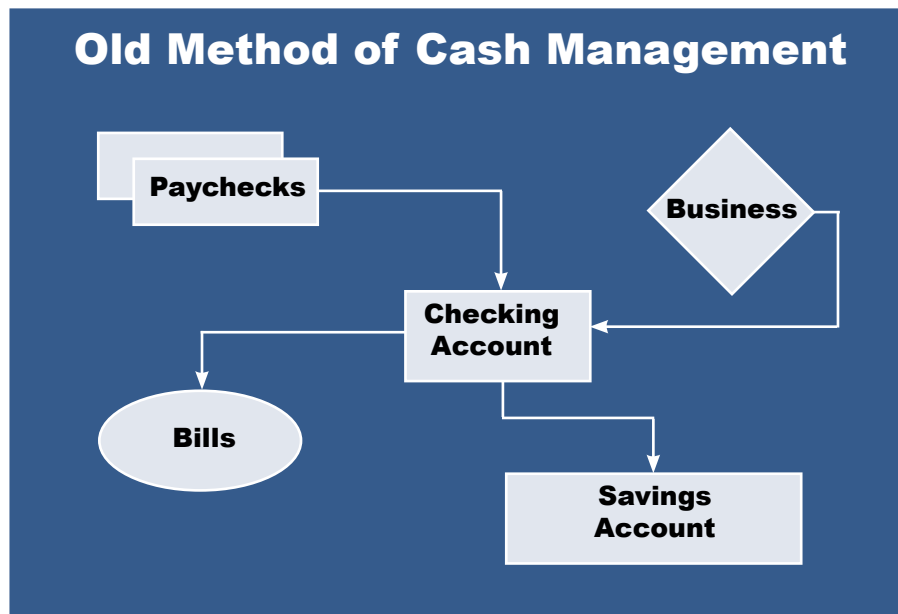 Old Method of Cash Management
Paychecks
Business
Checking
Account
Bills
Savings
Account